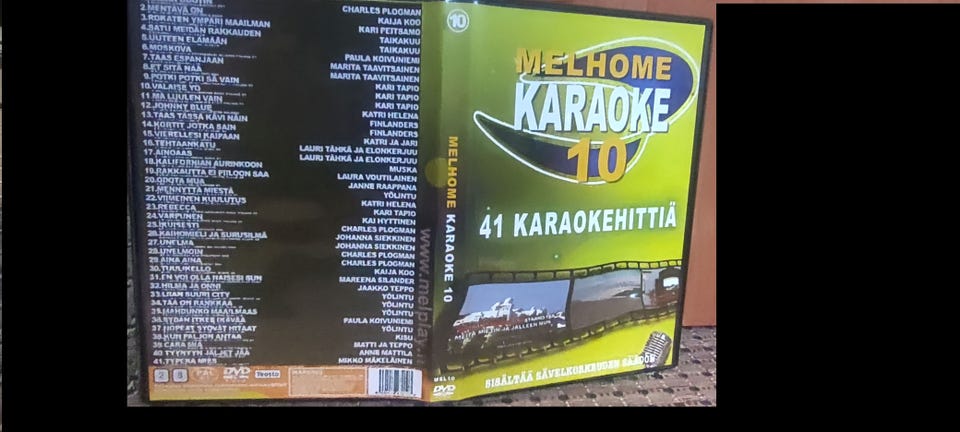 2.MENTÄVÄ ON CHARLES PLOGMAN
3.ROKATEN YMPÄRI MAAILMAN KAIJA KOO
4.SATU MEIDÄN RAKKAUDEN KARI PEITSAMO
5.UUTEEN ELÄMÄÄN TAIKAKUU
6.MOSKOVA TAIKAKUU
7.TAAS ESPANJAAN PAULA KOIVUNIEMI
8.ET SITÄ NÄÄ MARITA TAAVITSAINEN
9.POTKI POTKI SÄ VAIN MARITA TAAVITSAINEN
10.VALAISE YÖ KARI TAPIO
11.MÄ LUULEN VAIN KARI TAPIO
12.JOHNNY BLUE KARI TAPIO
13.TAAS TÄSSÄ KÄVI NÄIN KATRI HELENA
14.KORTIT JOTKA SAIN FINLANDERS
15.VIERELLESI KAIPAAN FINLANDERS
16.TEHTAANKATU KATRI JA JARI
17.AINOAAS LAURI TÄHKÄ JA ELONKERJUU
18.KALIFORNIAN AURINKOON LAURI TÄHKÄ JA ELONKERJUU
19.RAKKAUTTA EI PIILOON SAA MUSKA
20.ODOTA MUA LAURA VOUTILAINEN
21.MENNYTTÄ MIESTÄ JANNE RAAPPANA
22.VIIMEINEN KUULUTUS YÖLINTU
23.REBECCA KATRI HELENA
24.VARPUNEN KARI TAPIO
25.IKUISESTI KAI HYTTINEN
26.KAIHOMIELI JA SURUSILMÄ CHARLES PLOGMAN
27.UNELMA JOHANNA SIEKKINEN
28.UNELMOIN JOHANNA SIEKKINEN
29.AINA AINA CHARLES PLOGMAN
30.TUULIKELLO CHARLES PLOGMAN
31.EN VOI OLLA NAISESI SUN KAIJA KOO
32.HILMA JA ONNI MAREENA SILANDER
33.LIIAN SUURI CITY JAAKKO TEPPO
34.TÄÄ ON RANKKAA YÖLINTU
35.MAHDUNKO MAAILMAAS YÖLINTU
36.SYDÄN ITKEE IKÄVÄÄ YÖLINTU
37.HOPEAT SYÖVÄT HITAAT PAULA KOIVUNIEMI
38.KUN PALJON ANTAA YÖLINTU
39.CARA MIA KISU
40.TYYNYYN JÄLJET JÄÄ MATTI JA TEPPO
41.TYPERÄ MIES ANNE MATTILA
MIKKO MÄKELÄINEN
www.melplay
2 8 PAL DVD Teosto
10
MELHOME KARAOKE 10
MEL10
DVD
MELHOME
KARAOKE
10
41 KARAOKEHITTIÄ
SISÄLTÄÄ SÄVELKORKEUDEN SÄÄDÖN